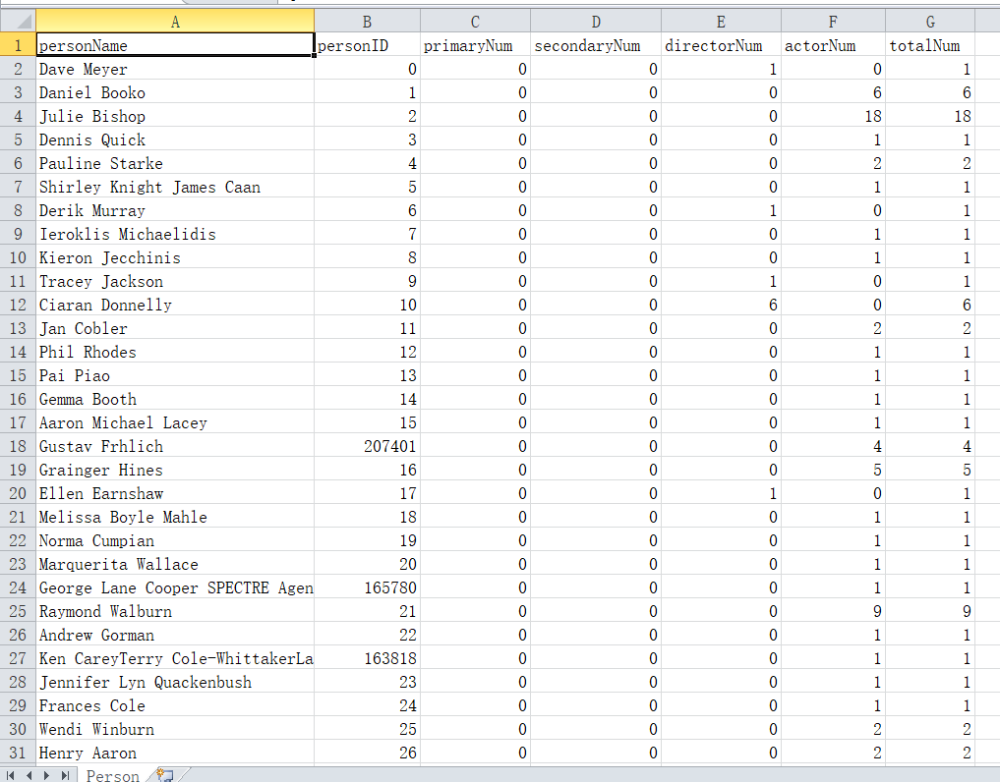 A B C D E F G
1 personName personID primaryNum secondaryNum directorNum actorNum totalNum
2 Dave Meyer 0 0 0 1 0 1
3 Daniel Booko 1 0 0 0 6 6
4 Julie Bishop 2 0 0 0 18 18
5 Dennis Quick 3 0 0 0 1 1
6 Pauline Starke 4 0 0 0 2 2
7 Shirley Knight James Caan 5 0 0 0 1 1
8 Derik Murray 6 0 0 1 0 1
9 Ieroklis Michaelidis 7 0 0 0 1 1
10 Kieron Jecchinis 8 0 0 0 1 1
11 Tracey Jackson 9 0 0 1 0 1
12 Ciaran Donnelly 10 0 0 6 0 6
13 Jan Cobler 11 0 0 0 2 2
14 Phil Rhodes 12 0 0 0 1 1
15 Pai Piao 13 0 0 0 1 1
16 Gemma Booth 14 0 0 0 1 1
17 Aaron Michael Lacey 15 0 0 0 1 1
18 Gustav Frhlich 207401 0 0 0 4 4
19 Grainger Hines 16 0 0 0 5 5
20 Ellen Earnshaw 17 0 0 1 0 1
21 Melissa Boyle Mahle 18 0 0 0 1 1
22 Norma Cumpian 19 0 0 0 1 1
23 Marquerita Wallace 20 0 0 0 1 1
24 George Lane Cooper SPECTRE Agen 165780 0 0 0 1 1
25 Raymond Walburn 21 0 0 0 9 9
26 Andrew Gorman 22 0 0 0 1 1
27 Ken CareyTerry Cole-WhittakerLa 163818 0 0 0 1 1
28 Jennifer Lyn Quackenbush 23 0 0 0 1 1
29 Frances Cole 24 0 0 0 1 1
30 Wendi Winburn 25 0 0 0 2 2
31 Henry Aaron 26 0 0 0 2 2
Person